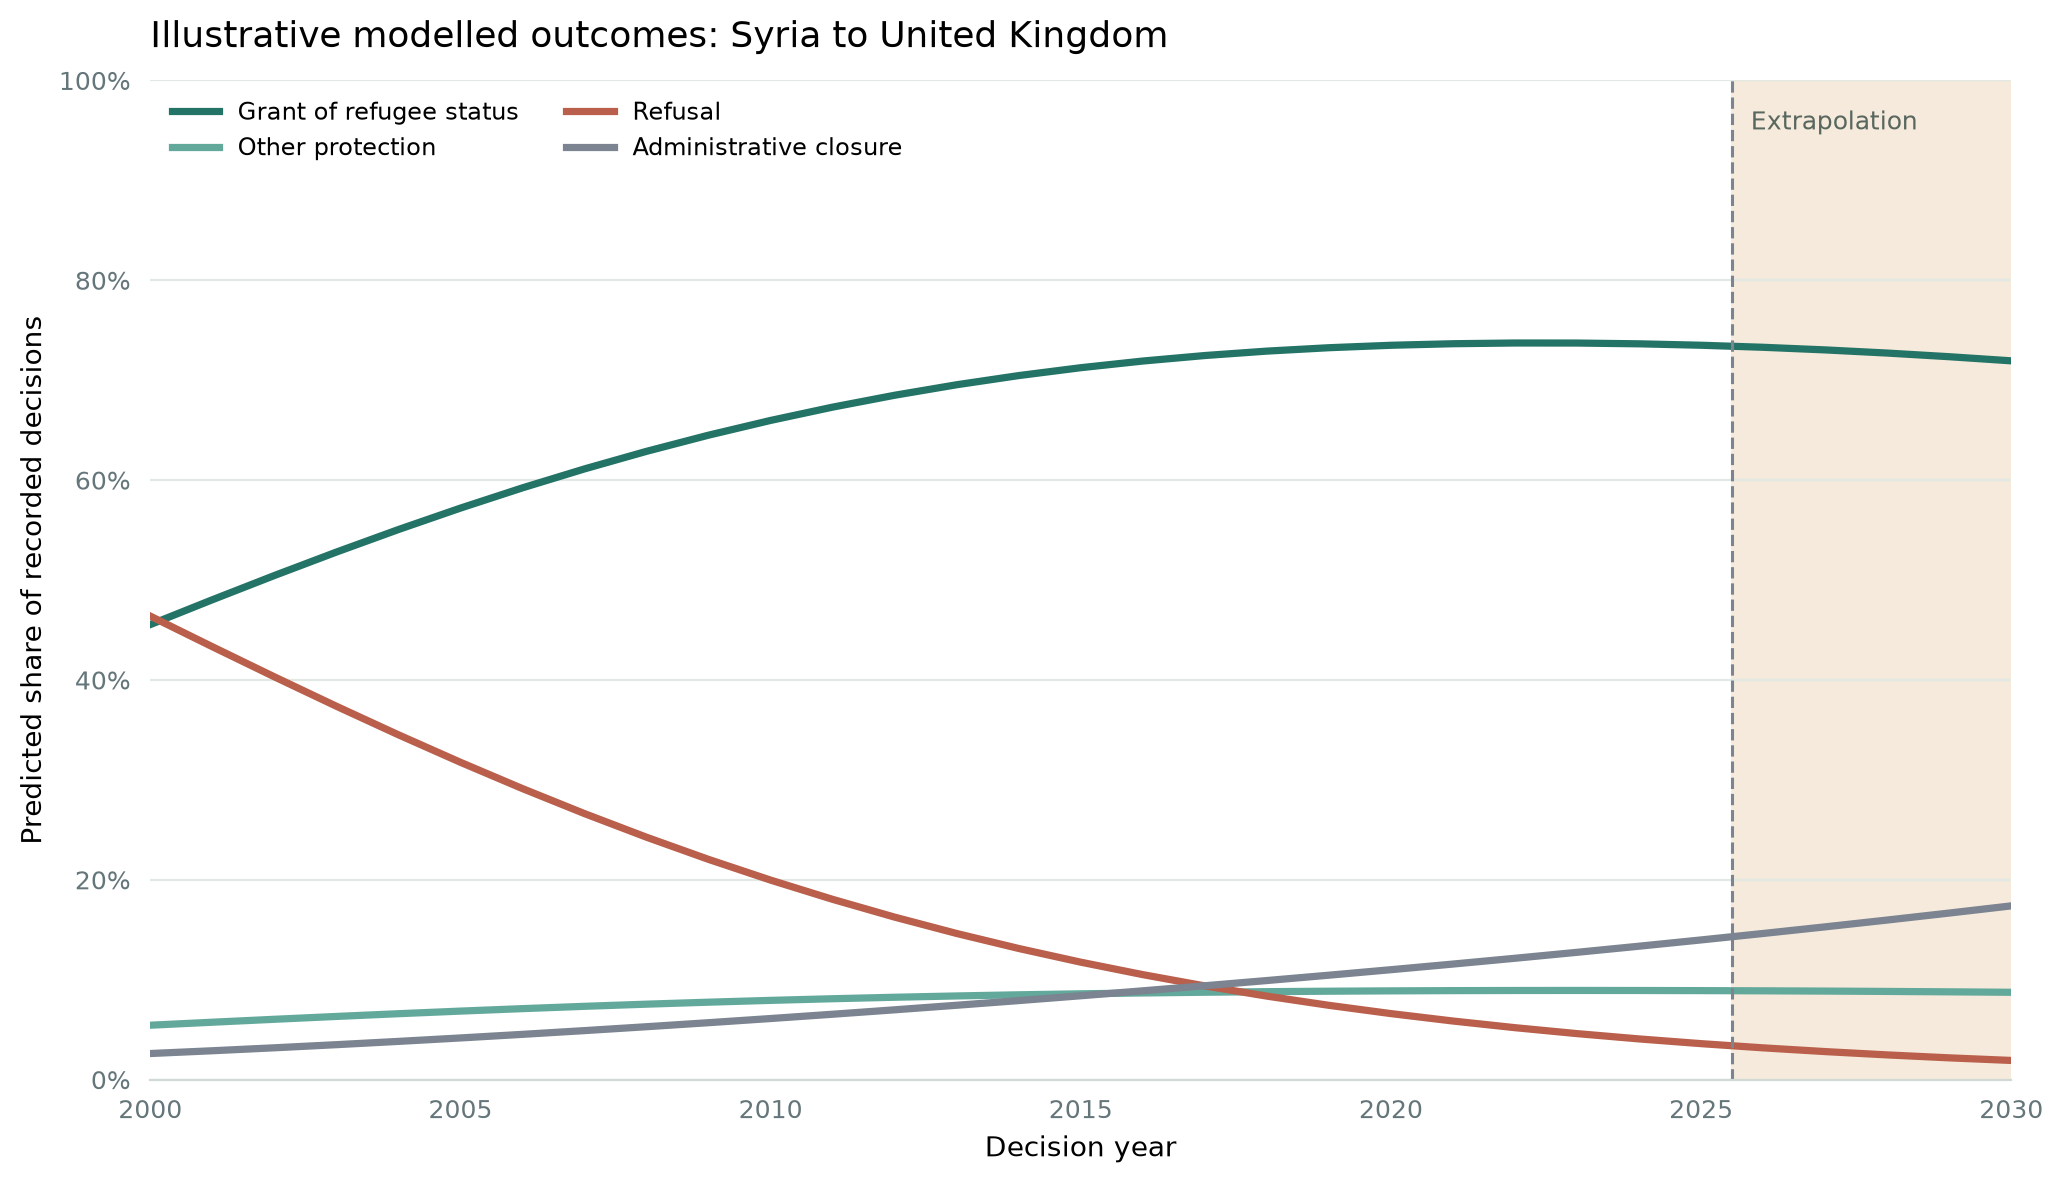 Illustrative modelled outcomes: Syria to United Kingdom
100%
80%
60%
40%
20%
0%
Predicted share of recorded decisions
Grant of refugee status
Other protection
Refusal
Administrative closure
Extrapolation
2000 2005 2010 2015 2020 2025 2030
Decision year